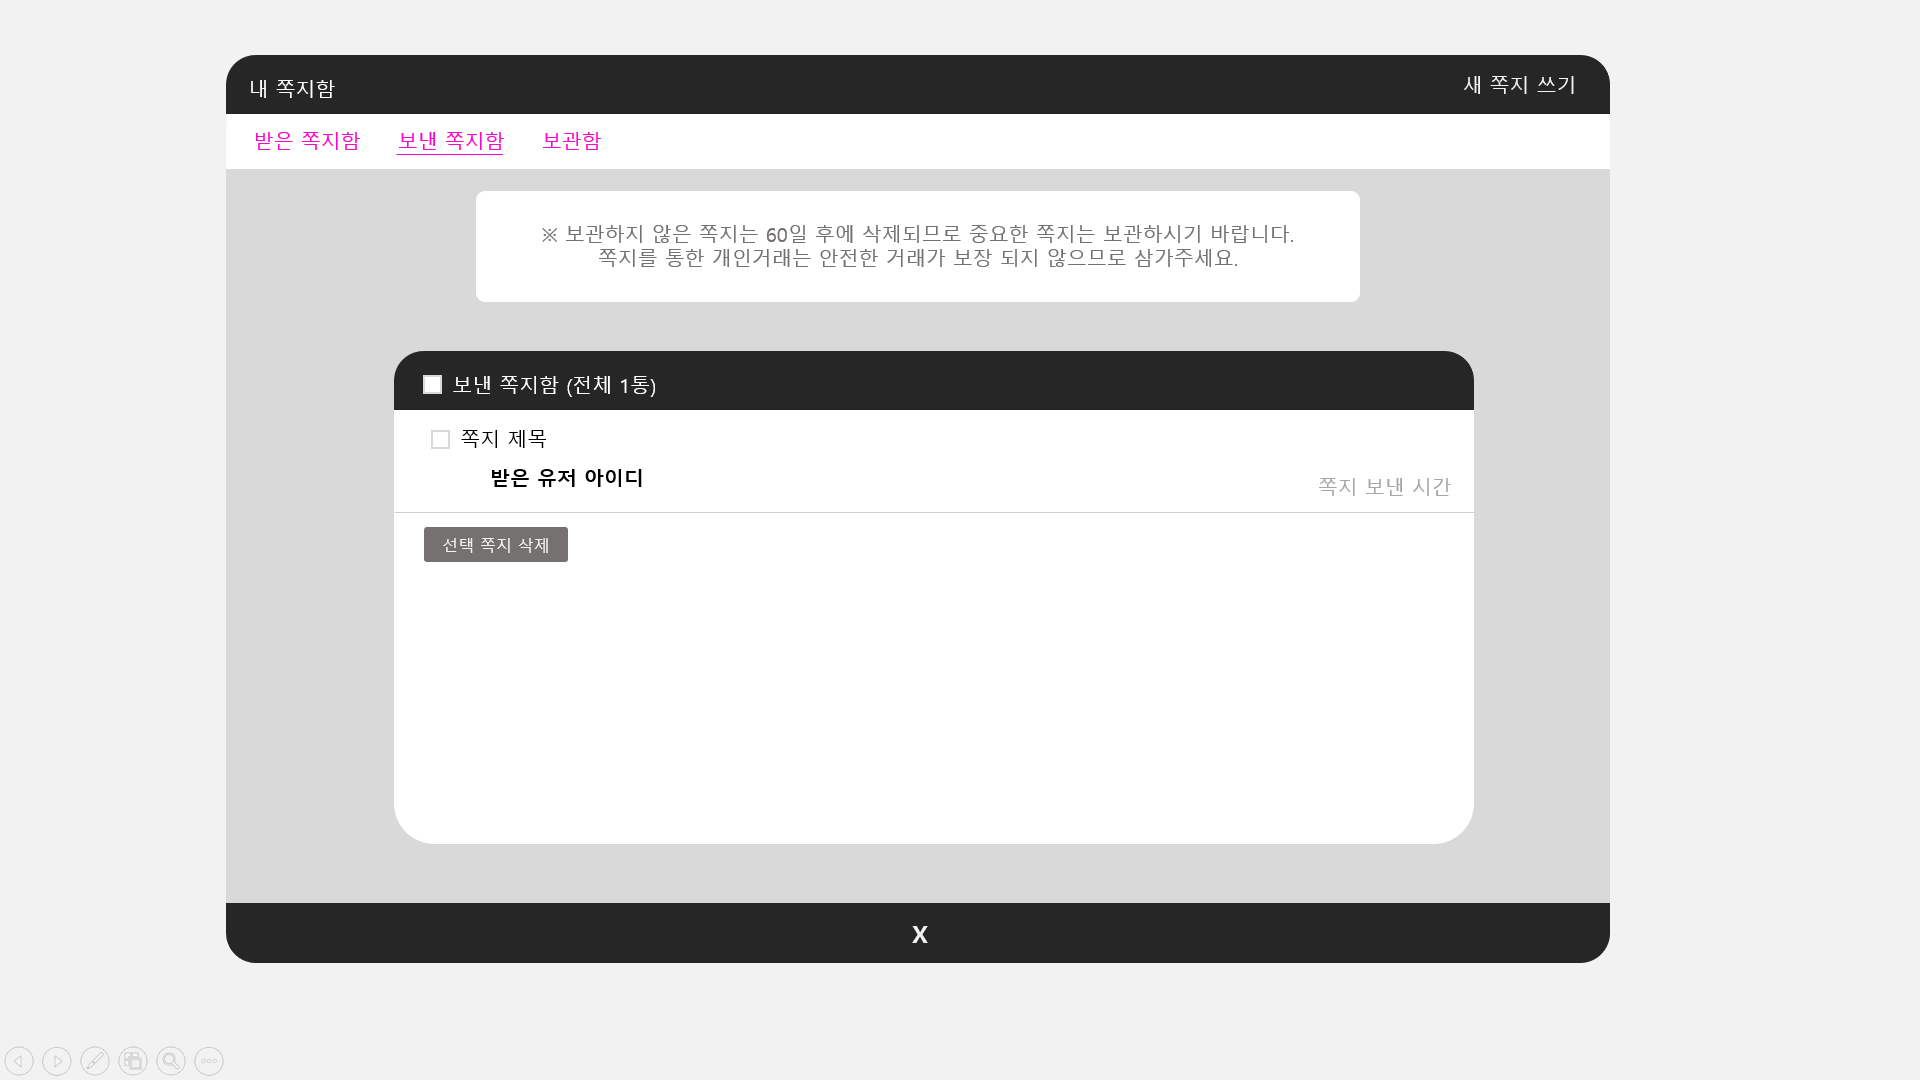 내 쪽지함
새 쪽지 쓰기
받은 쪽지함 보낸 쪽지함 보관함
※ 보관하지 않은 쪽지는 60일 후에 삭제되므로 중요한 쪽지는 보관하시기 바랍니다.
쪽지를 통한 개인거래는 안전한 거래가 보장 되지 않으므로 삼가주세요.
보낸 쪽지함 (전체 1통)
쪽지 제목
받은 유저 아이디
쪽지 보낸 시간
선택 쪽지 삭제
X